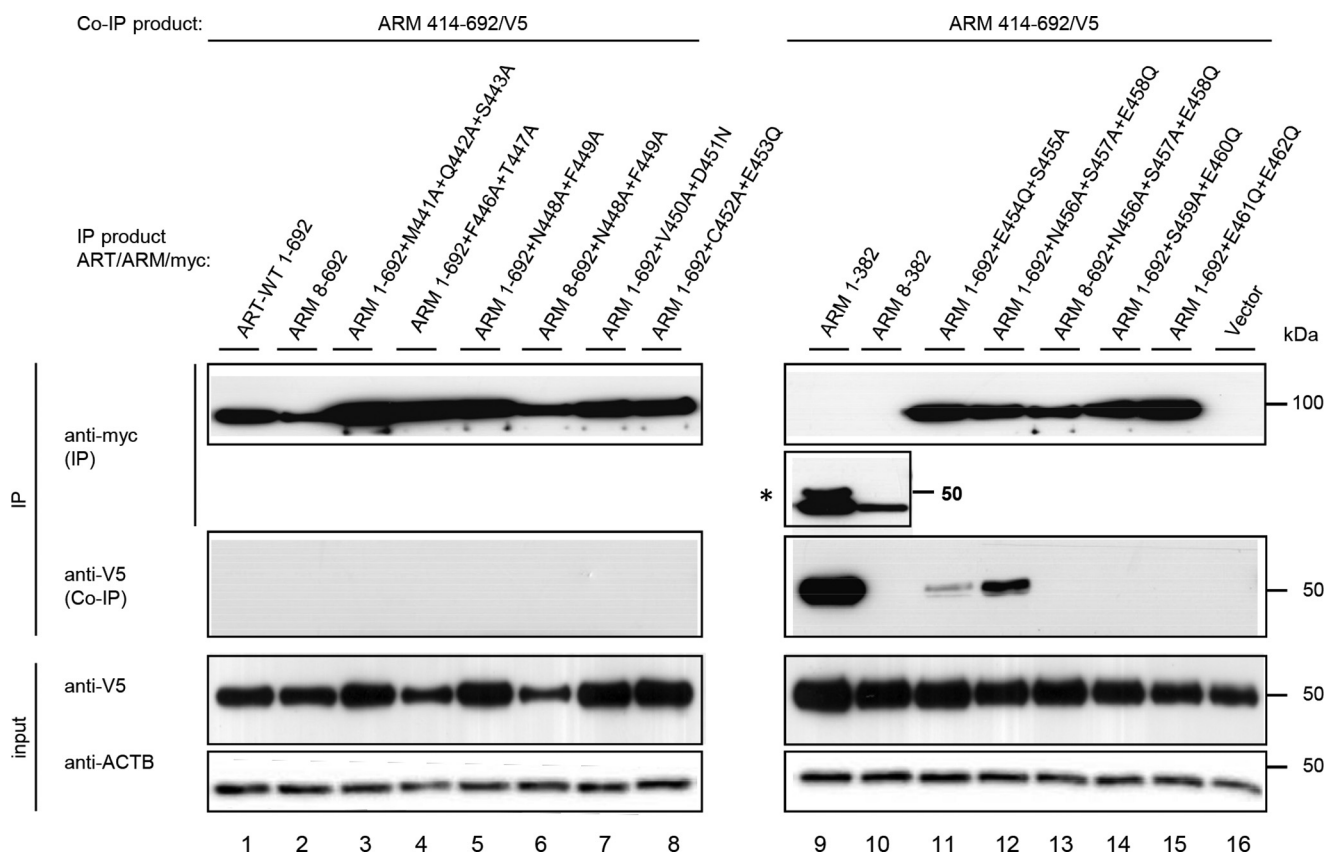 Co-IP product:
ARM 414-692/V5
ARM 414-692/V5
IP product
ART/ARM/myc:
ART-WT 1-692
ARM 8-692
ARM 1-692+M441A+Q442A+S443A
ARM 1-692+F446A+T447A
ARM 1-692+N448A+F449A
ARM 8-692+N448A+F449A
ARM 1-692+V450A+D451N
ARM 1-692+C452A+E453Q
ARM 1-382
ARM 8-382
ARM 1-692+E454Q+S455A
ARM 1-692+N456A+S457A+E458Q
ARM 8-692+N456A+S457A+E458Q
ARM 1-692+S459A+E460Q
ARM 1-692+E461Q+E462Q
Vector
kDa
IP
anti-myc
(IP)
100
*
50
anti-V5
(Co-IP)
50
input
anti-V5
50
anti-ACTB
50
1 2 3 4 5 6 7 8 9 10 11 12 13 14 15 16